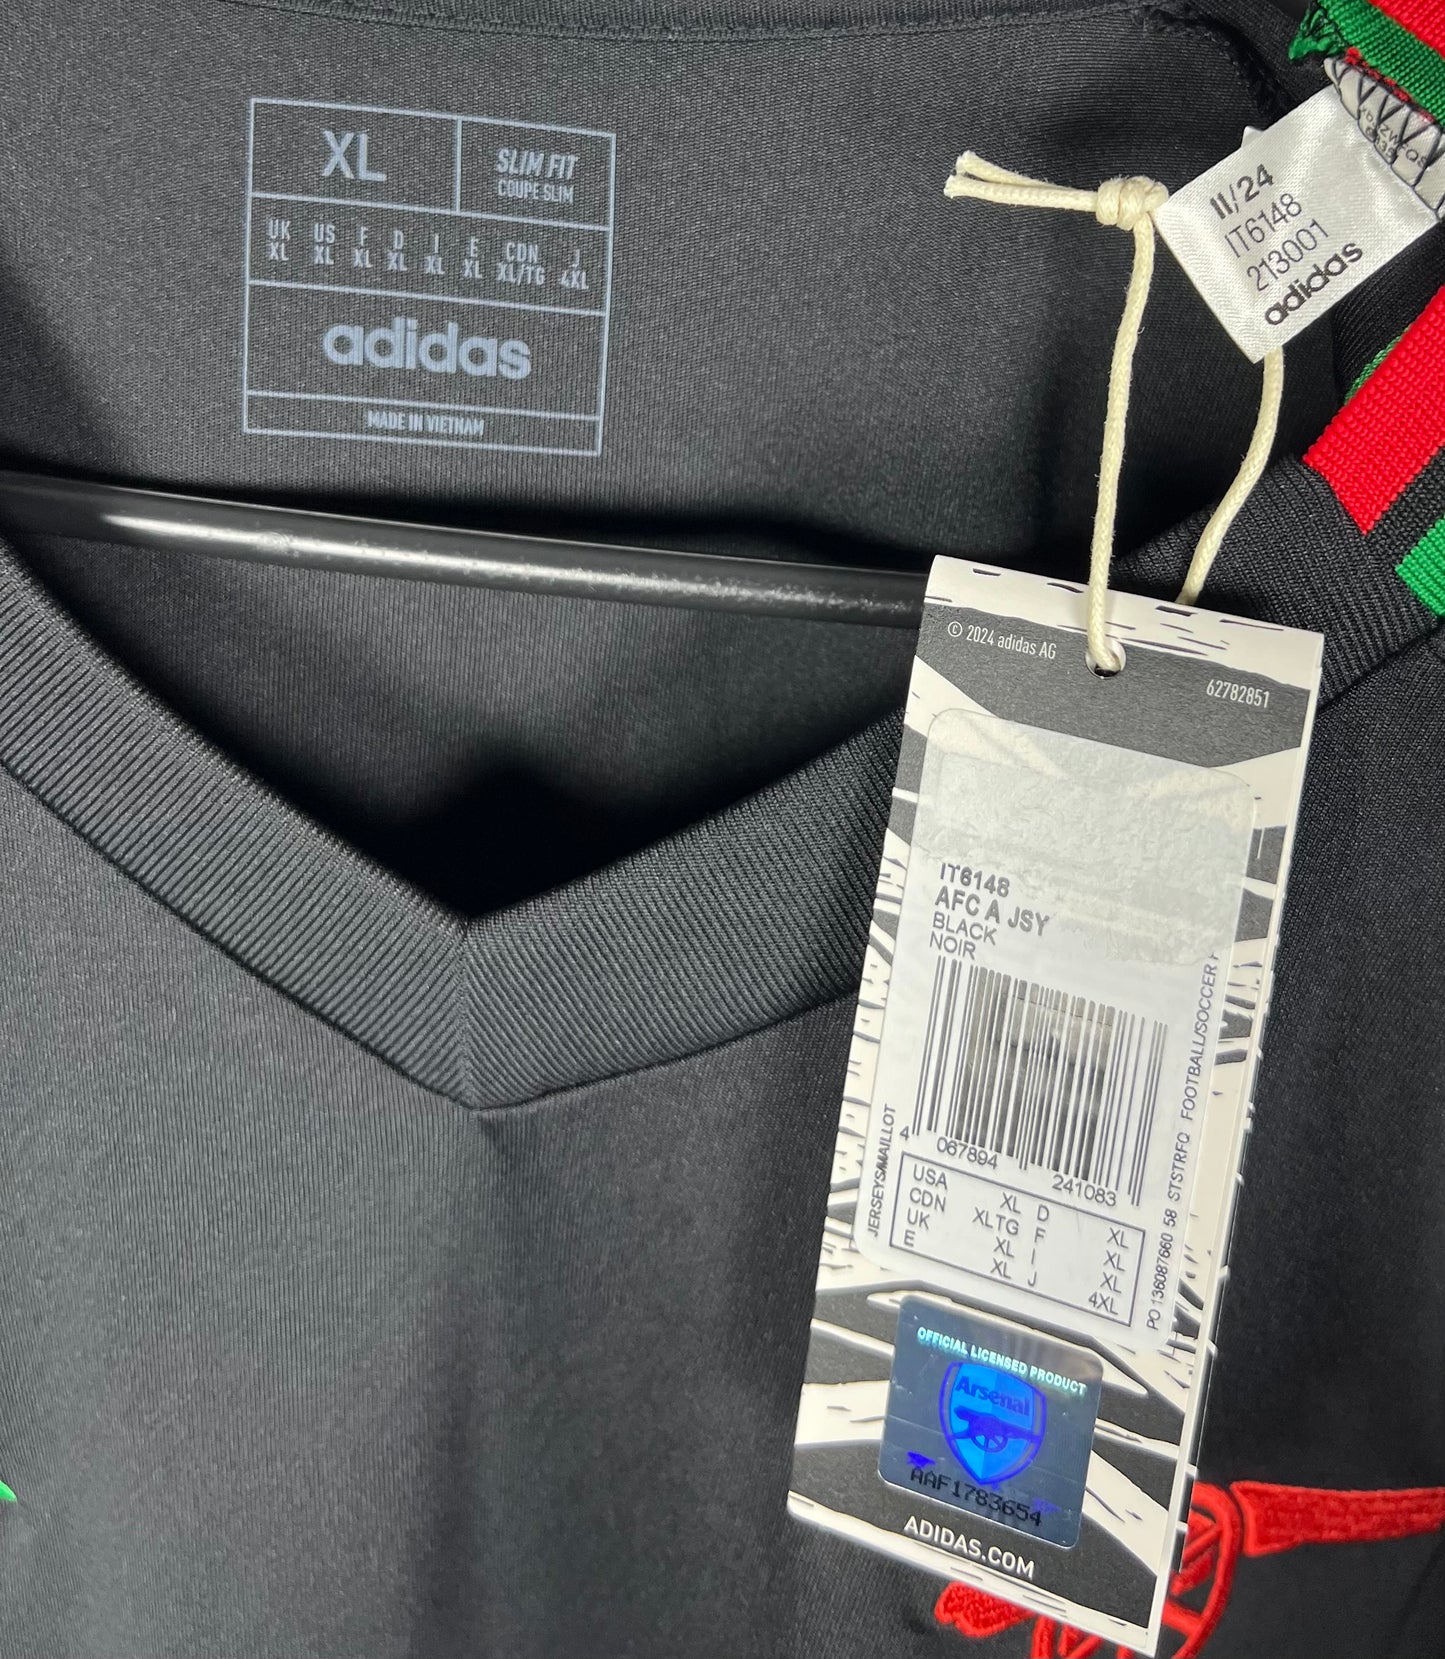 XL
SLIM FIT
COUPE SLIM
UK US F D I E CDN J
XL XL XL XL XL XL XL/TG 4XL
adidas
MADE IN VIETNAM
11/24
IT6148
213001
adidas
© 2024 adidas AG
62782851
IT6148
AFC A JSY
BLACK
NOIR
4 067894 241083
JERSEYS/MAILLOT
PO 136087660 58 STSTRFQ FOOTBALL/SOCCER
USA XL D XL
CDN XLTG F XL
UK XL I XL
E XL J 4XL
OFFICIAL LICENSED PRODUCT
Arsenal
AAF1783654
ADIDAS.COM